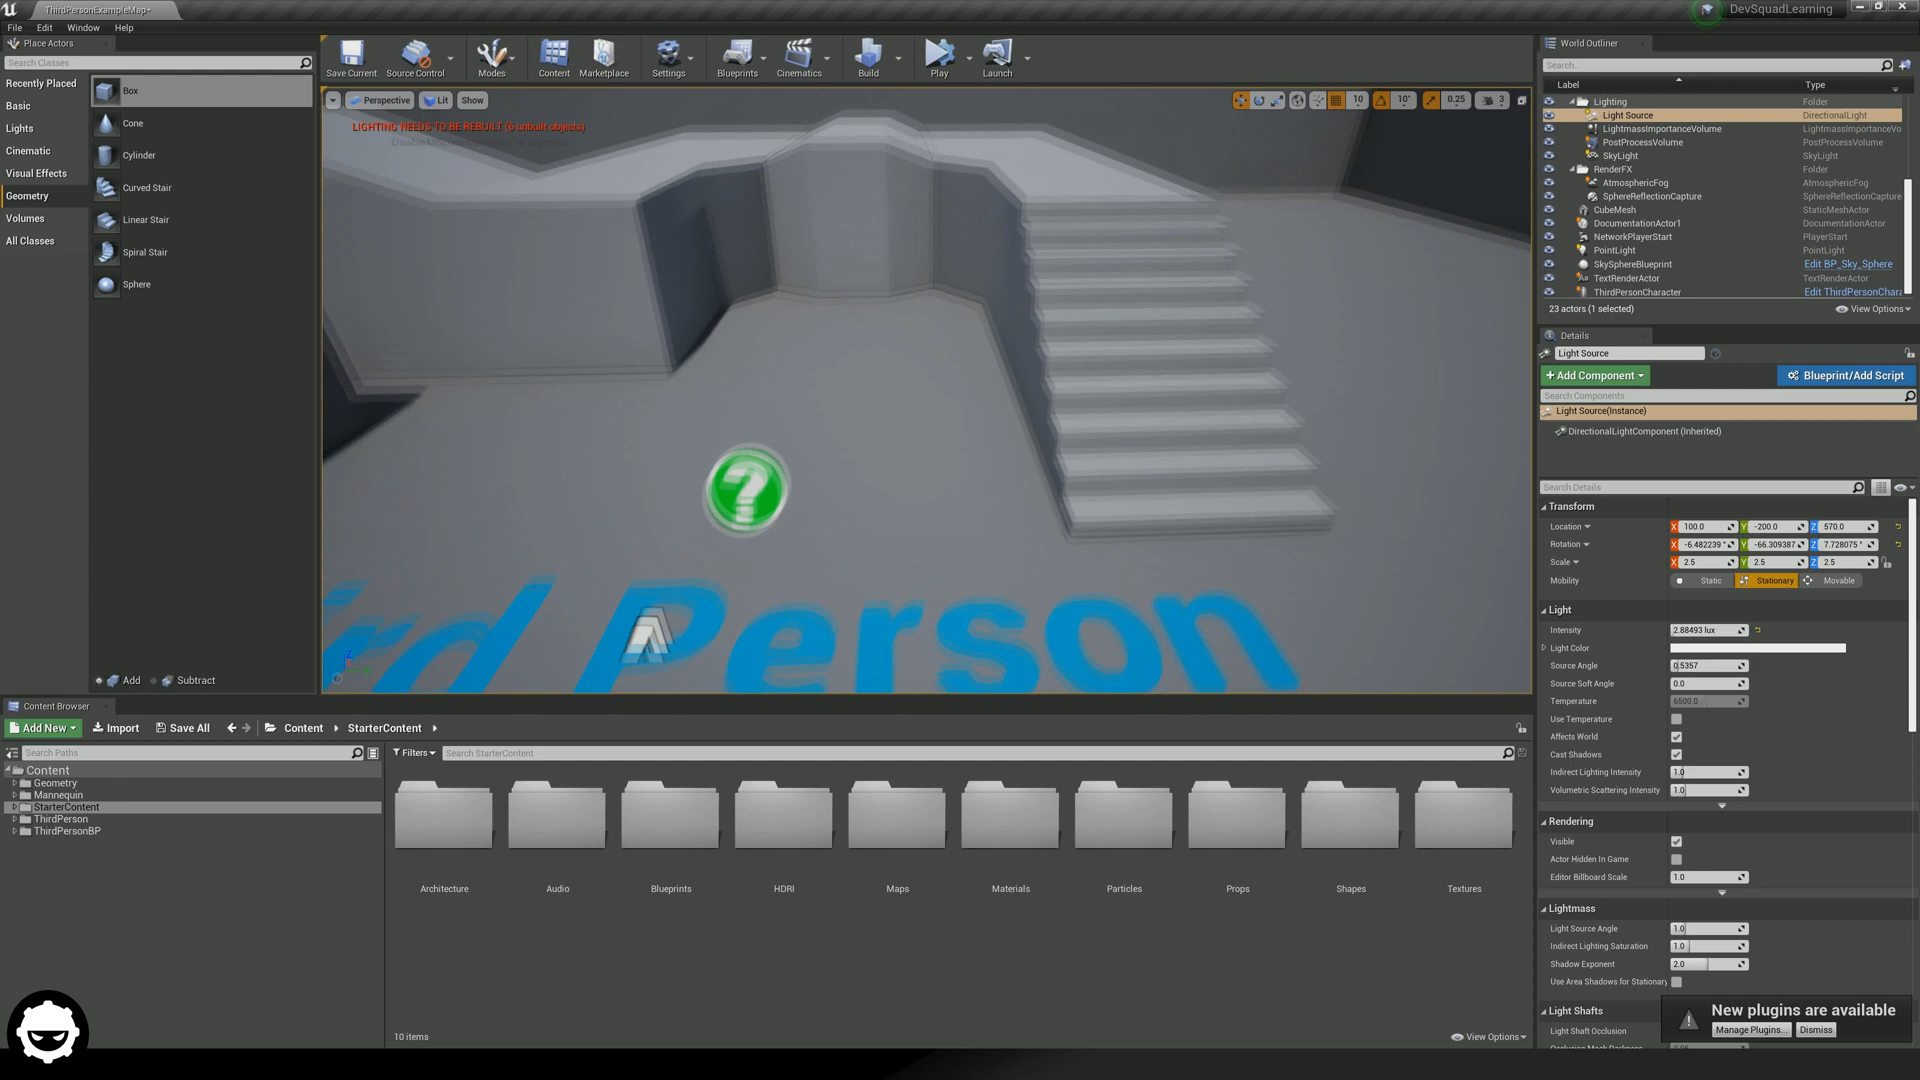 ThirdPersonExampleMap*
DevSquadLearning
File Edit Window Help
Place Actors
Search Classes
Recently Placed
Basic
Lights
Cinematic
Visual Effects
Geometry
Volumes
All Classes
Box
Cone
Cylinder
Curved Stair
Linear Stair
Spiral Stair
Sphere
Add Subtract
Save Current Source Control Modes Content Marketplace Settings Blueprints Cinematics Build Play Launch
Perspective Lit Show
10 10° 0.25 3
LIGHTING NEEDS TO BE REBUILT (6 unbuilt objects)
?
ird Person
World Outliner
Search...
Label Type
Lighting Folder
Light Source DirectionalLight
LightmassImportanceVolume LightmassImportanceVo
PostProcessVolume PostProcessVolume
SkyLight SkyLight
RenderFX Folder
AtmosphericFog AtmosphericFog
SphereReflectionCapture SphereReflectionCapture
CubeMesh StaticMeshActor
DocumentationActor1 DocumentationActor
NetworkPlayerStart PlayerStart
PointLight PointLight
SkySphereBlueprint Edit BP_Sky_Sphere
TextRenderActor TextRenderActor
ThirdPersonCharacter Edit ThirdPersonChara
23 actors (1 selected) View Options
Details
Light Source
+ Add Component Blueprint/Add Script
Search Components
Light Source(Instance)
DirectionalLightComponent (Inherited)
Search Details
Transform
Location X 100.0 Y -200.0 Z 570.0
Rotation X -6.482239 ° Y -66.309387 Z 7.728075 °
Scale X 2.5 Y 2.5 Z 2.5
Mobility Static Stationary Movable
Light
Intensity 2.88493 lux
Light Color
Source Angle 0.5357
Source Soft Angle 0.0
Temperature 6500.0
Use Temperature
Affects World
Cast Shadows
Indirect Lighting Intensity 1.0
Volumetric Scattering Intensity 1.0
Rendering
Visible
Actor Hidden In Game
Editor Billboard Scale 1.0
Lightmass
Light Source Angle 1.0
Indirect Lighting Saturation 1.0
Shadow Exponent 2.0
Use Area Shadows for Stationary
Light Shafts
Light Shaft Occlusion
New plugins are available
Manage Plugins... Dismiss
Content Browser
Add New Import Save All Content StarterContent
Search Paths
Filters Search StarterContent
Content
Geometry
Mannequin
StarterContent
ThirdPerson
ThirdPersonBP
Architecture Audio Blueprints HDRI Maps Materials Particles Props Shapes Textures
10 items View Options